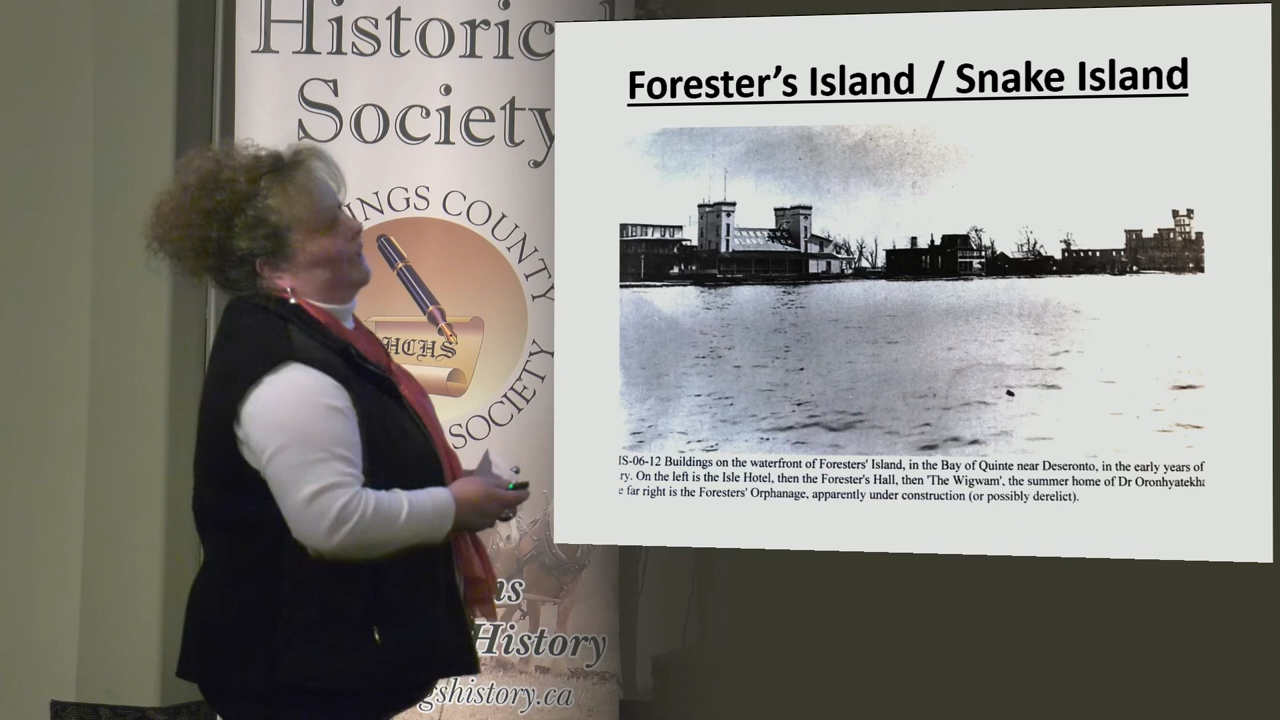 Historic
Society
INGS COUNTY
HCHS
SOCIETY
ns
History
gshistory.ca
Forester's Island / Snake Island
IS-06-12 Buildings on the waterfront of Foresters' Island, in the Bay of Quinte near Deseronto, in the early years of
ry. On the left is the Isle Hotel, then the Forester's Hall, then 'The Wigwam', the summer home of Dr Oronhyatekha
e far right is the Foresters' Orphanage, apparently under construction (or possibly derelict).